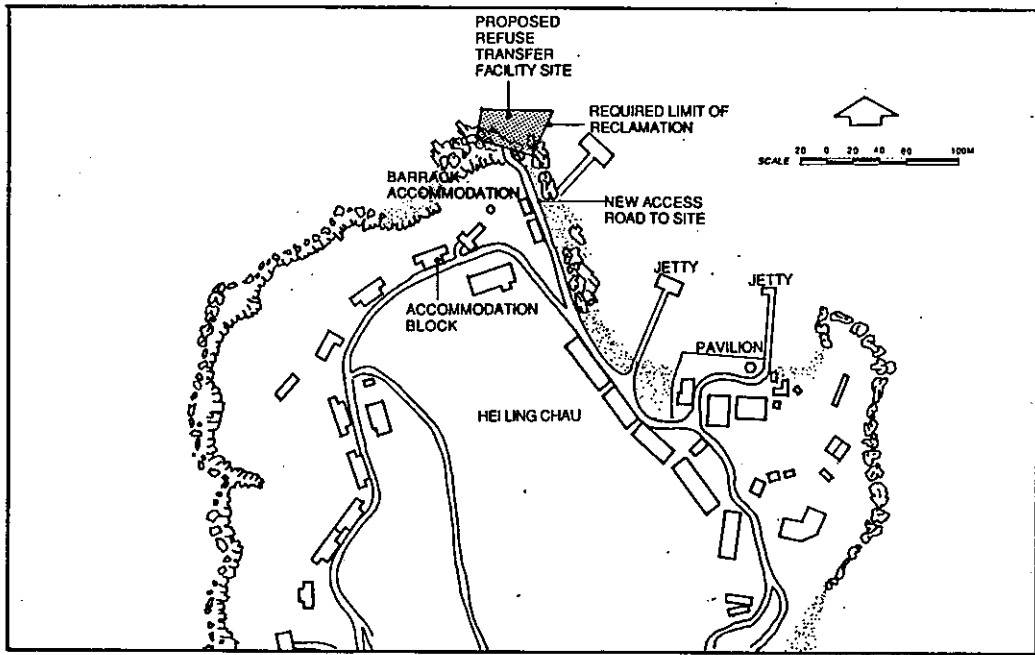 PROPOSED
REFUSE
TRANSFER
FACILITY SITE
REQUIRED LIMIT OF
RECLAMATION
20 0 20 40 60 100M
SCALE
BARRACK
ACCOMMODATION
NEW ACCESS
ROAD TO SITE
JETTY
JETTY
ACCOMMODATION
BLOCK
PAVILION
HEI LING CHAU